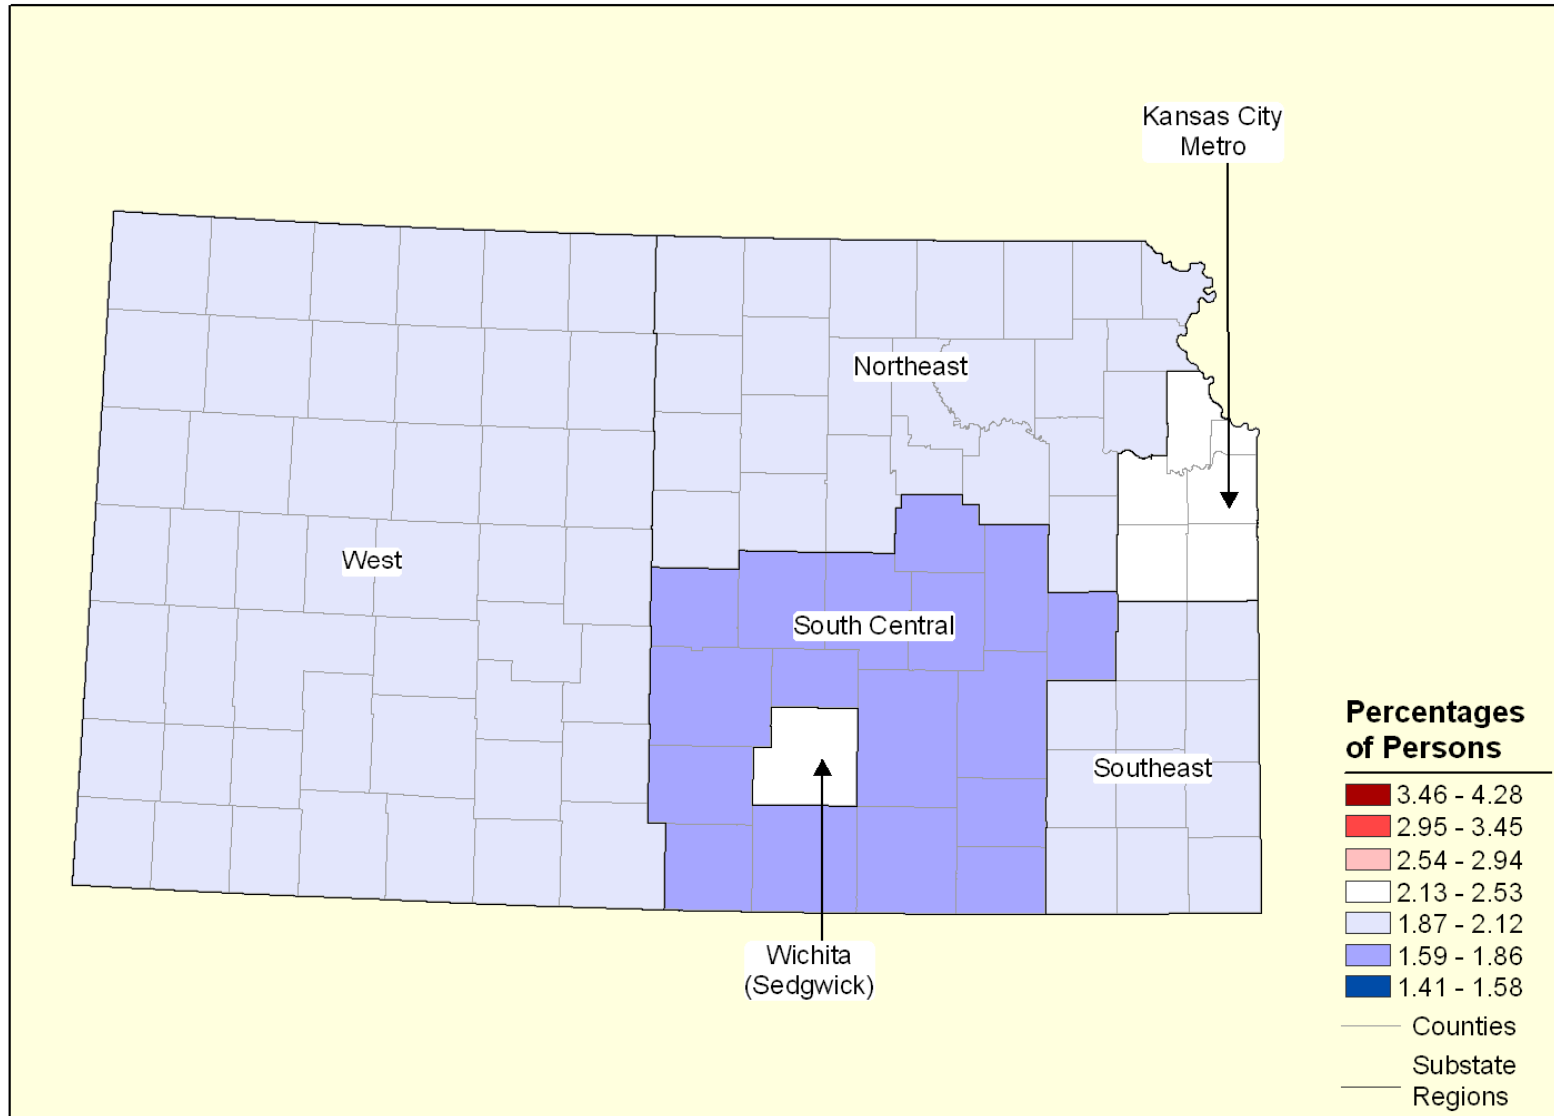 Kansas City
Metro
Northeast
West
South Central
Southeast
Wichita
(Sedgwick)
Percentages
of Persons
3.46 - 4.28
2.95 - 3.45
2.54 - 2.94
2.13 - 2.53
1.87 - 2.12
1.59 - 1.86
1.41 - 1.58
Counties
Substate
Regions